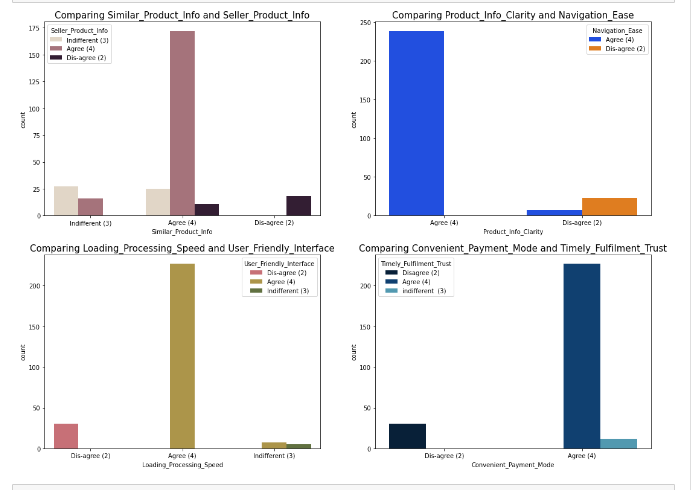 Comparing Similar_Product_Info and Seller_Product_Info
Seller_Product_Info
Indifferent (3)
Agree (4)
Dis-agree (2)
175
150
125
100
75
50
25
0
count
Indifferent (3)
Agree (4)
Dis-agree (2)
Similar_Product_Info
Comparing Product_Info_Clarity and Navigation_Ease
Navigation_Ease
Agree (4)
Dis-agree (2)
250
200
150
100
50
0
count
Agree (4)
Dis-agree (2)
Product_Info_Clarity
Comparing Loading_Processing_Speed and User_Friendly_Interface
User_Friendly_Interface
Dis-agree (2)
Agree (4)
Indifferent (3)
200
150
100
50
0
count
Dis-agree (2)
Agree (4)
Indifferent (3)
Loading_Processing_Speed
Comparing Convenient_Payment_Mode and Timely_Fulfilment_Trust
Timely_Fulfilment_Trust
Disagree (2)
Agree (4)
indifferent  (3)
200
150
100
50
0
count
Dis-agree (2)
Agree (4)
Convenient_Payment_Mode